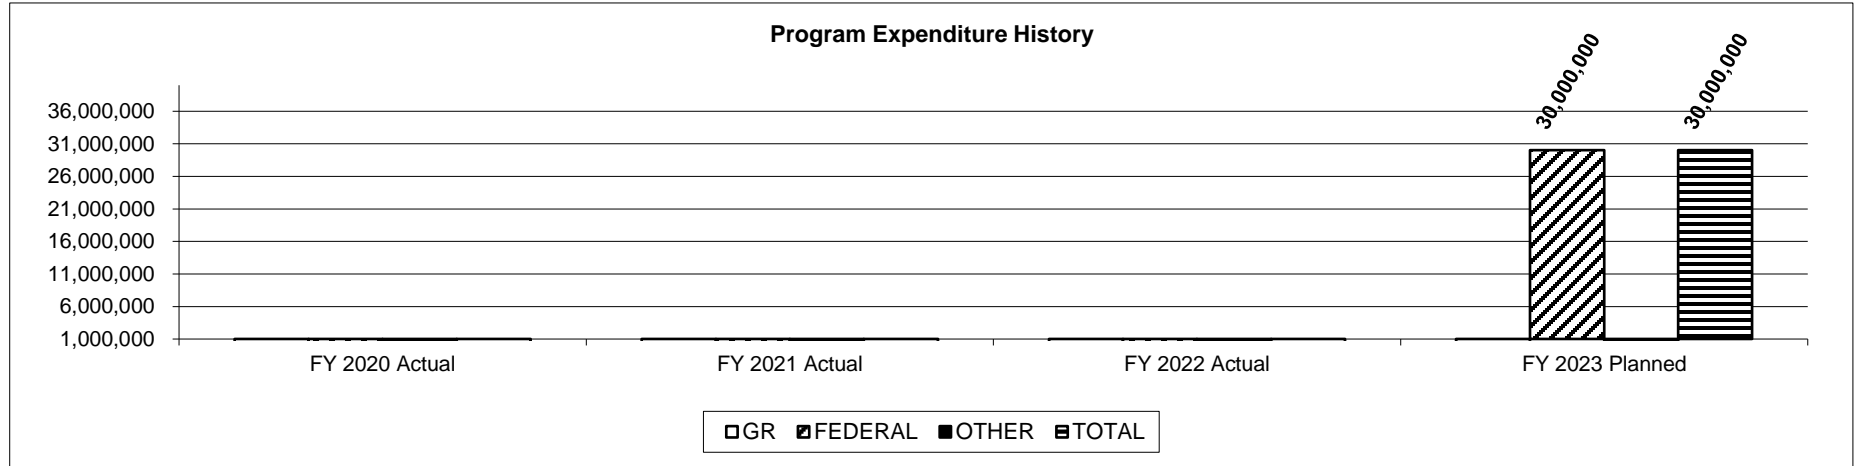 Program Expenditure History
30,000,000
30,000,000
36,000,000
31,000,000
26,000,000
21,000,000
16,000,000
11,000,000
6,000,000
1,000,000
FY 2020 Actual
FY 2021 Actual
FY 2022 Actual
FY 2023 Planned
GR FEDERAL OTHER TOTAL